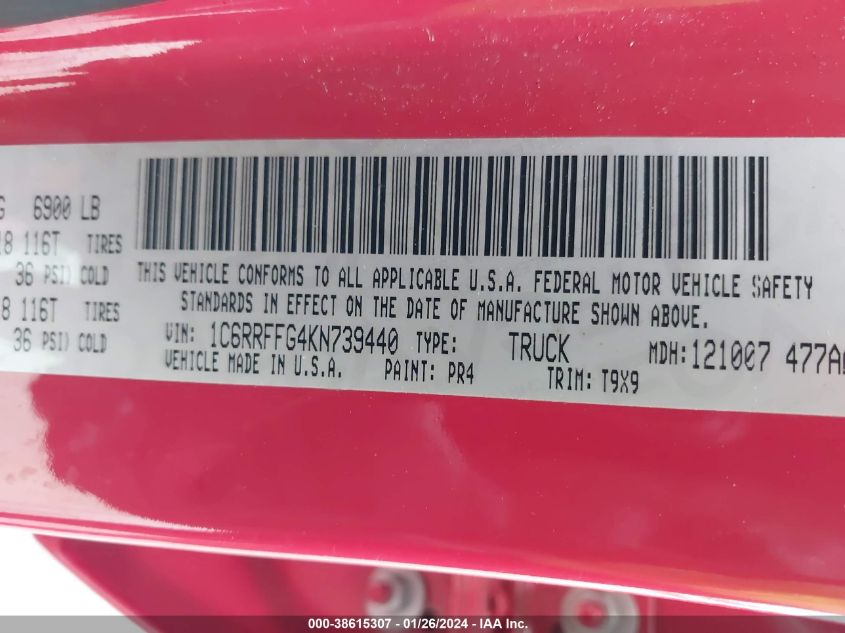 G 6900 LB
18 116T TIRES
36 PSI) COLD
8 116T TIRES
36 PSI) COLD
THIS VEHICLE CONFORMS TO ALL APPLICABLE U.S.A. FEDERAL MOTOR VEHICLE SAFETY
STANDARDS IN EFFECT ON THE DATE OF MANUFACTURE SHOWN ABOVE.
VIN: 1C6RRFFG4KN739440 TYPE: TRUCK MDH:121007 477A
VEHICLE MADE IN U.S.A. PAINT: PR4 TRIM: T9X9
000-38615307 - 01/26/2024 - IAA Inc.